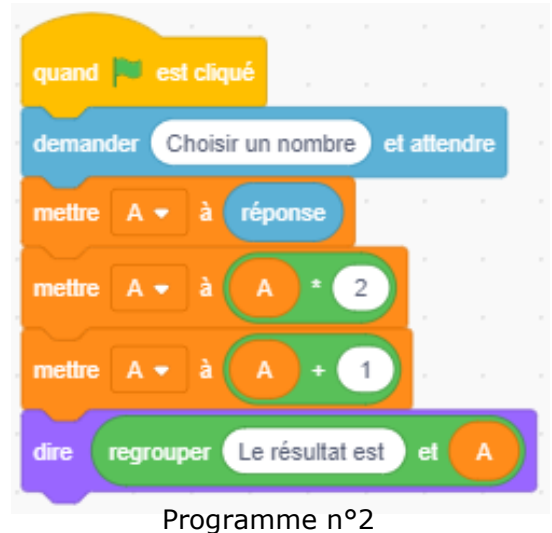 quand est cliqué
demander Choisir un nombre et attendre
mettre A à réponse
mettre A à A * 2
mettre A à A + 1
dire regrouper Le résultat est et A
Programme n°2